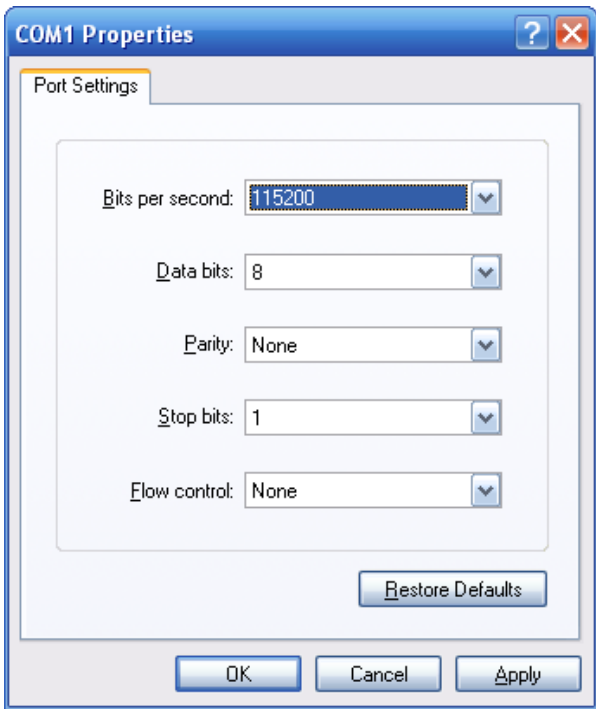 COM1 Properties
Port Settings
Bits per second: 115200
Data bits: 8
Parity: None
Stop bits: 1
Flow control: None
Restore Defaults
OK Cancel Apply